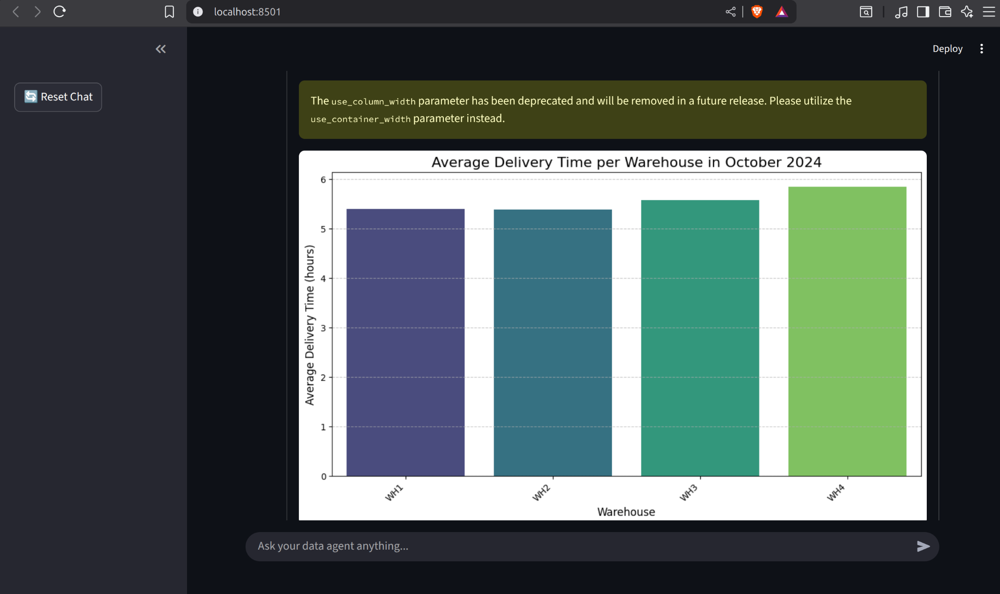 localhost:8501
Deploy
Reset Chat
The use_column_width parameter has been deprecated and will be removed in a future release. Please utilize the
use_container_width parameter instead.
Average Delivery Time per Warehouse in October 2024
Average Delivery Time (hours)
6
5
4
3
2
1
0
WH1
WH2
WH3
WH4
Warehouse
Ask your data agent anything...